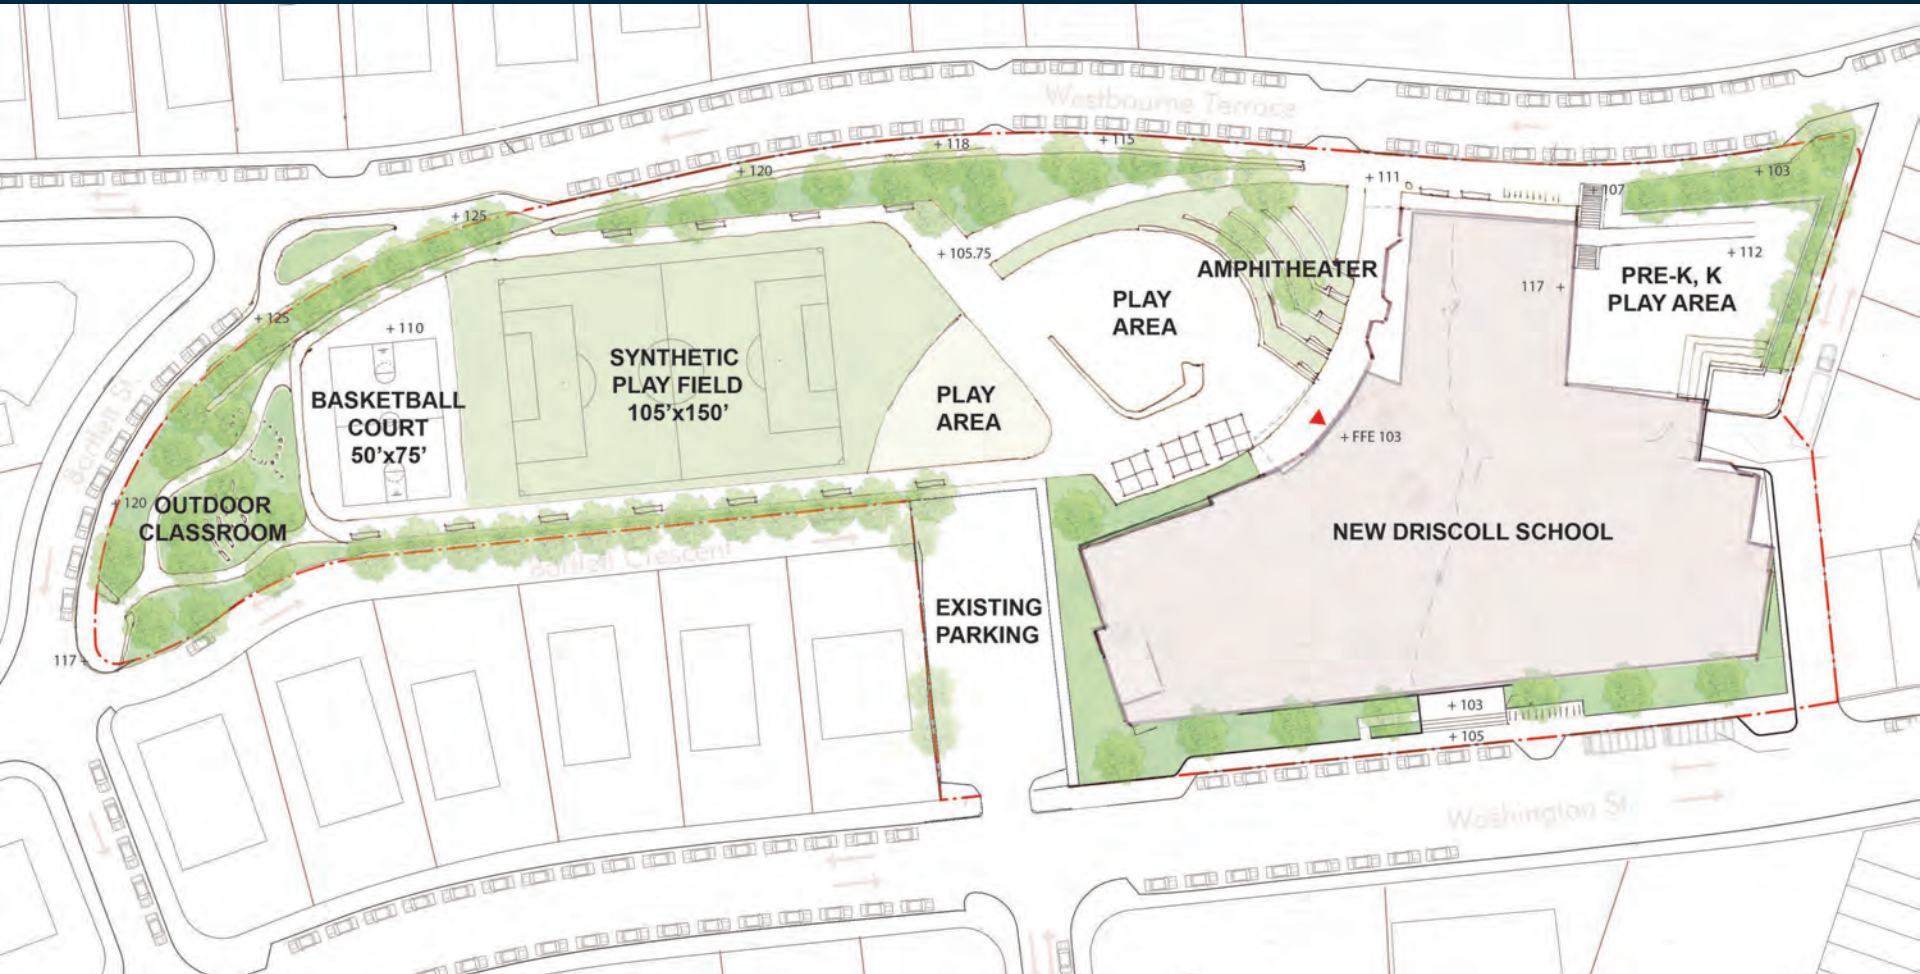 Westbourne Terrace
+ 118
+ 115
+ 120
+ 111
+ 107
+ 103
+ 125
+ 105.75
+ 112
AMPHITHEATER
117 +
PRE-K, K
PLAY AREA
PLAY
AREA
+ 125
+ 110
SYNTHETIC
PLAY FIELD
105'x150'
BASKETBALL
COURT
50'x75'
PLAY
AREA
+ FFE 103
Bartlett St.
+ 120
OUTDOOR
CLASSROOM
NEW DRISCOLL SCHOOL
Bartlett Crescent
EXISTING
PARKING
117 +
+ 103
+ 105
Washington St.